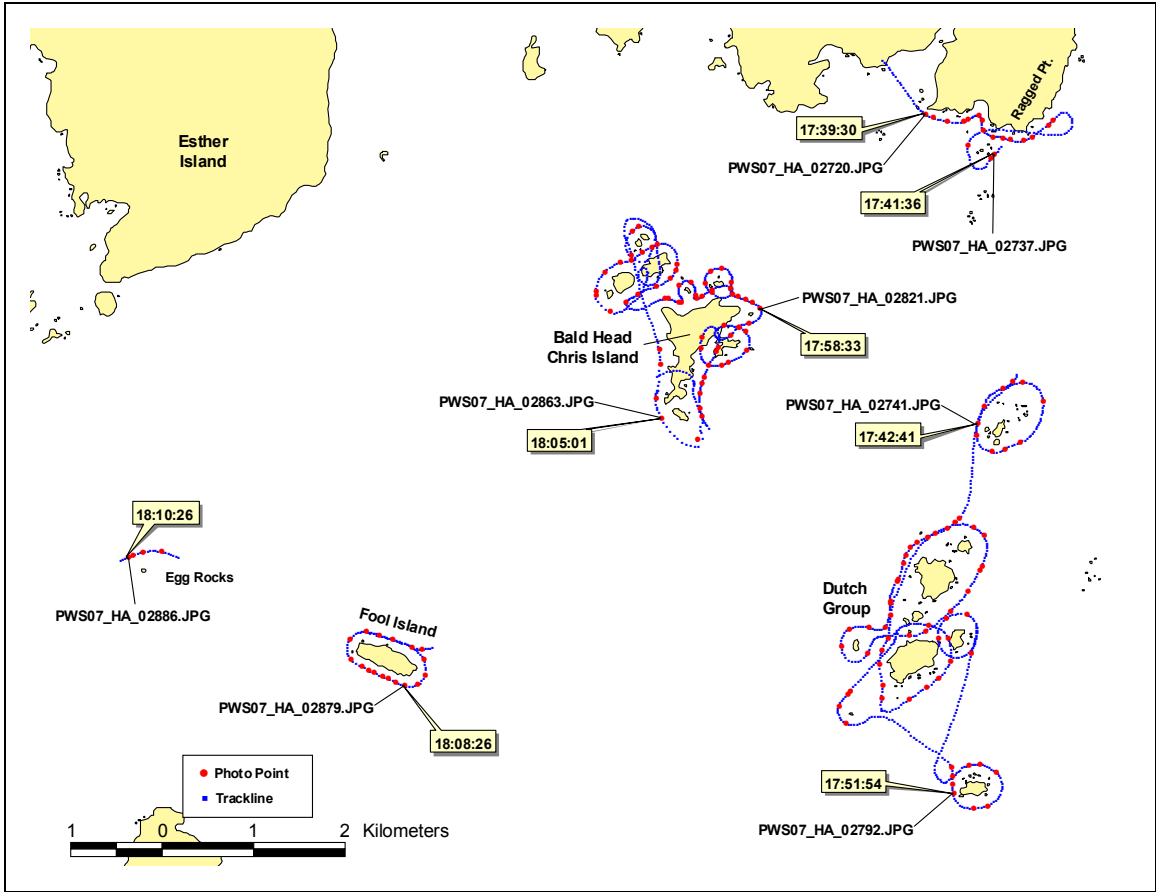 Ragged Pt.
Esther
Island
17:39:30
PWS07_HA_02720.JPG
17:41:36
PWS07_HA_02737.JPG
PWS07_HA_02821.JPG
Bald Head
Chris Island
17:58:33
PWS07_HA_02863.JPG
PWS07_HA_02741.JPG
18:05:01
17:42:41
18:10:26
Egg Rocks
Dutch
Group
PWS07_HA_02886.JPG
Fool Island
PWS07_HA_02879.JPG
18:08:26
Photo Point
Trackline
17:51:54
PWS07_HA_02792.JPG
1 0 1 2 Kilometers